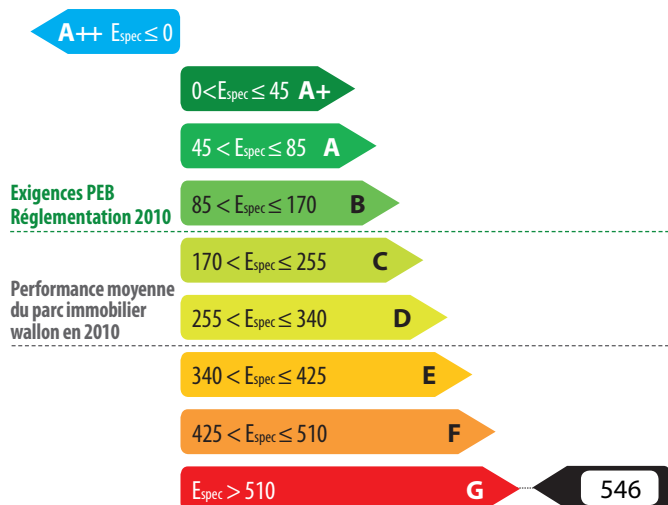 A++ Espec ≤ 0
0<Espec ≤ 45 A+
45 < Espec ≤ 85 A
Exigences PEB
Réglementation 2010
85 < Espec ≤ 170 B
170 < Espec ≤ 255 C
Performance moyenne
du parc immobilier
wallon en 2010
255 < Espec ≤ 340 D
340 < Espec ≤ 425 E
425 < Espec ≤ 510 F
Espec > 510 G 546